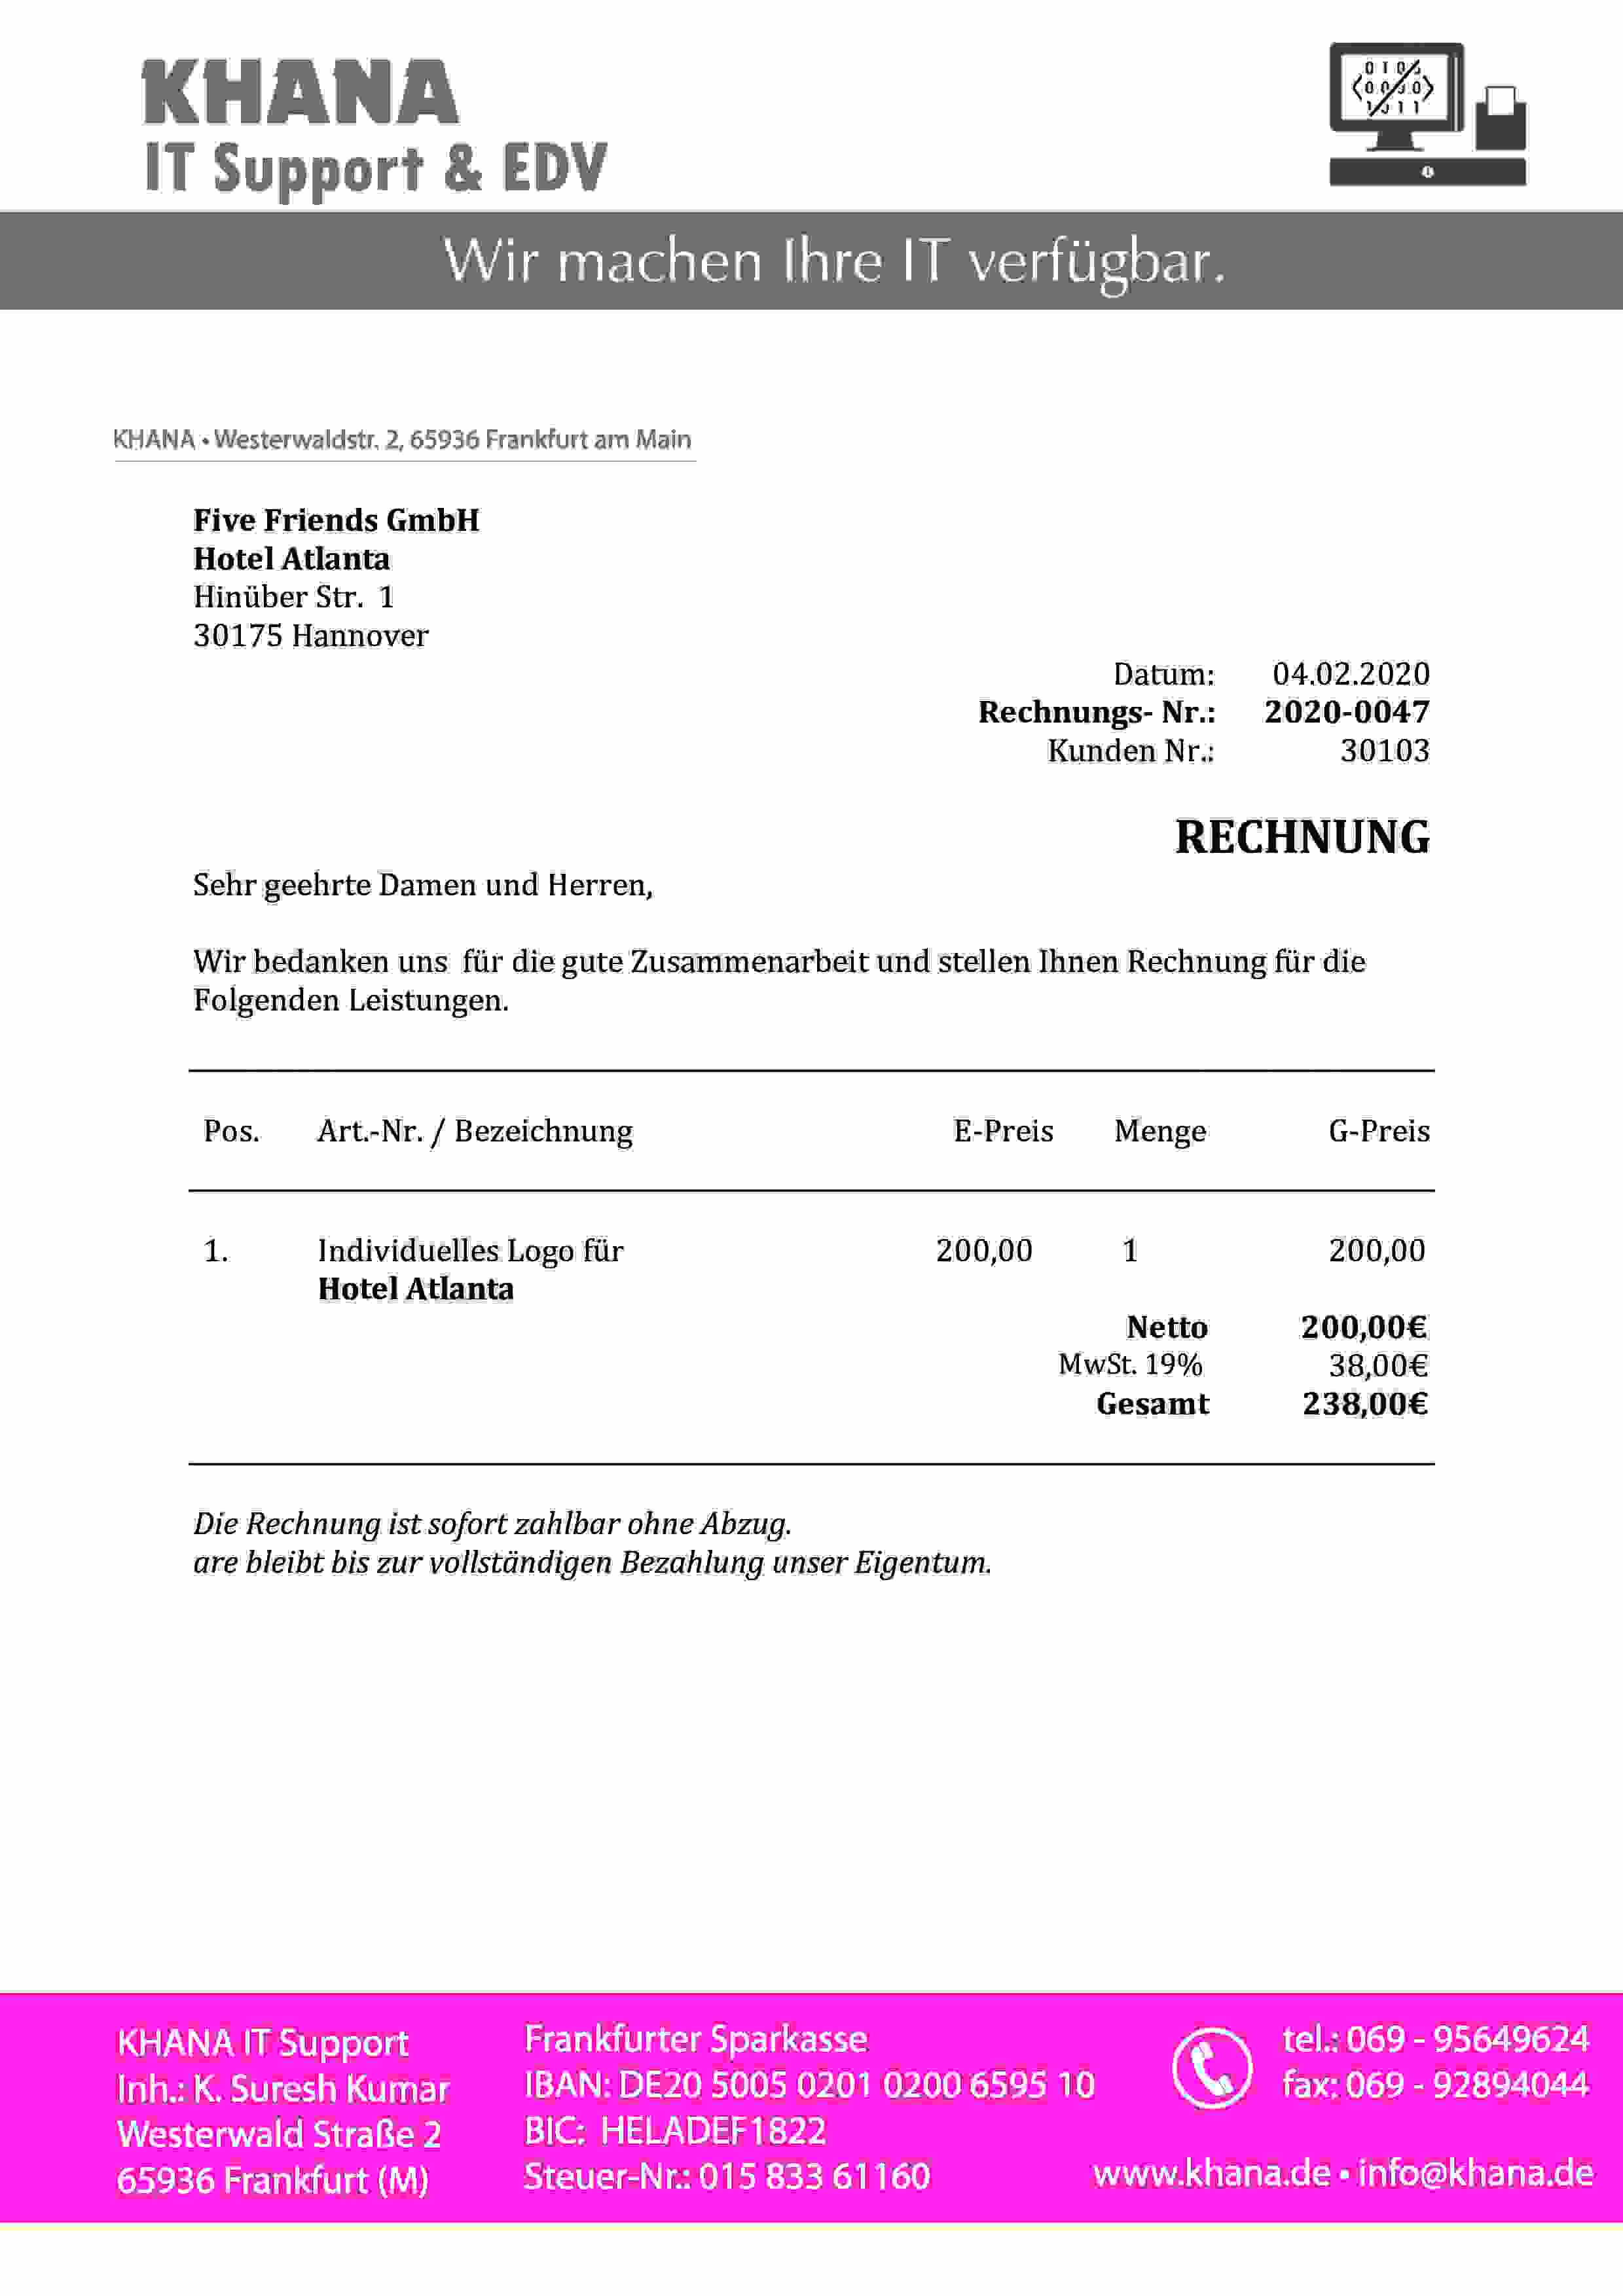 KHANA
IT Support & EDV
Wir machen Ihre IT verfügbar.
KHANA • Westerwaldstr. 2, 65936 Frankfurt am Main
Five Friends GmbH
Hotel Atlanta
Hinüber Str. 1
30175 Hannover
Datum: 04.02.2020
Rechnungs- Nr.: 2020-0047
Kunden Nr.: 30103
RECHNUNG
Sehr geehrte Damen und Herren,
Wir bedanken uns für die gute Zusammenarbeit und stellen Ihnen Rechnung für die
Folgenden Leistungen.
Pos. Art.-Nr. / Bezeichnung E-Preis Menge G-Preis
1. Individuelles Logo für 200,00 1 200,00
Hotel Atlanta
Netto 200,00€
MwSt. 19% 38,00€
Gesamt 238,00€
Die Rechnung ist sofort zahlbar ohne Abzug.
are bleibt bis zur vollständigen Bezahlung unser Eigentum.
KHANA IT Support
Inh.: K. Suresh Kumar
Westerwald Straße 2
65936 Frankfurt (M)
Frankfurter Sparkasse
IBAN: DE20 5005 0201 0200 6595 10
BIC: HELADEF1822
Steuer-Nr.: 015 833 61160
tel.: 069 - 95649624
fax: 069 - 92894044
www.khana.de • info@khana.de